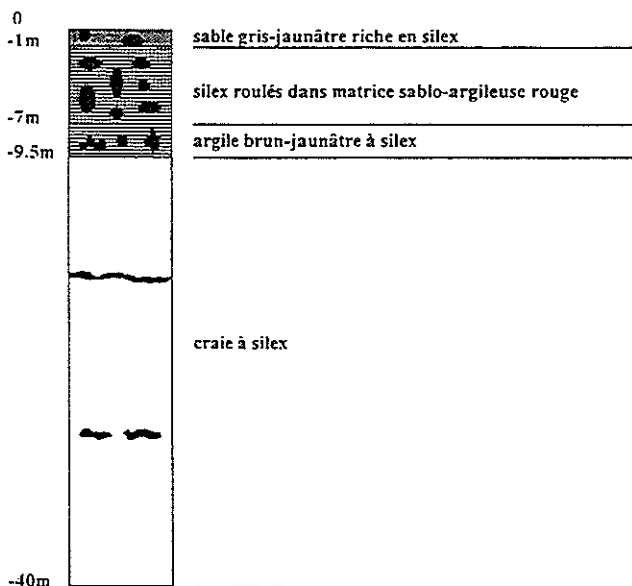 0
-1m sable gris-jaunâtre riche en silex
silex roulés dans matrice sablo-argileuse rouge
-7m
argile brun-jaunâtre à silex
-9.5m
craie à silex
-40m